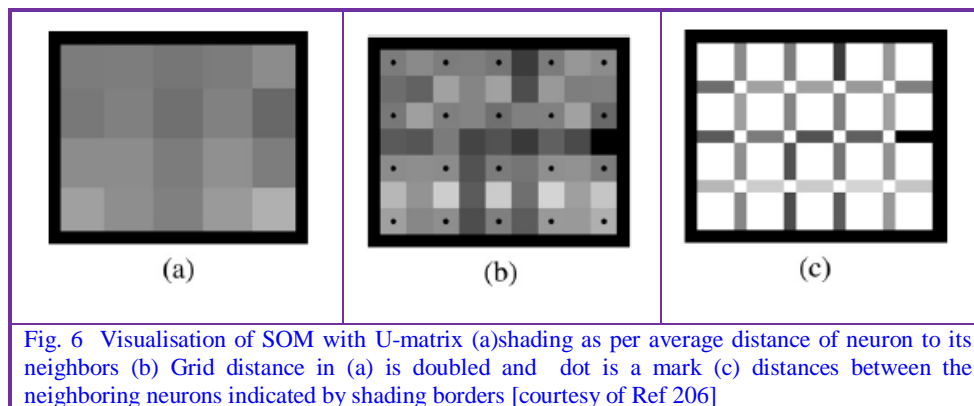 (a)
(b)
(c)
Fig. 6 Visualisation of SOM with U-matrix (a)shading as per average distance of neuron to its
neighbors (b) Grid distance in (a) is doubled and dot is a mark (c) distances between the
neighboring neurons indicated by shading borders [courtesy of Ref 206]